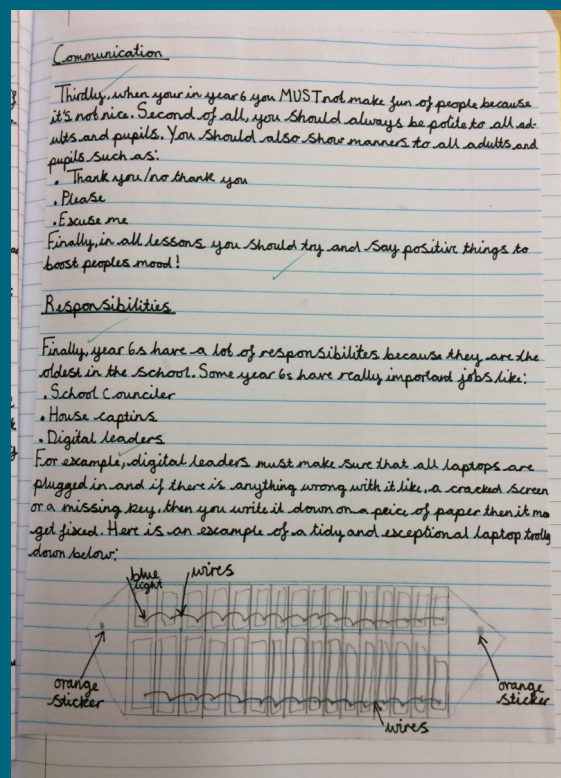 Communication
Thirdly, when your in year 6 you MUST not make fun of people because
it's not nice. Second of all, you should always be polite to all ad-
ults and pupils. You should also show manners to all adults and
pupils such as:
• Thank you/no thank you
• Please
• Excuse me
Finally, in all lessons you should try and say positive things to
boost peoples mood!
Responsibilities
Finally, year 6s have a lot of responsibilites because they are the
oldest in the school. Some year 6s have really important jobs like:
• School Counciler
• House captins
• Digital leaders
For example, digital leaders must make sure that all laptops are
plugged in and if there is anything wrong with it like, a cracked screen
or a missing key, then you write it down on a peice of paper then it
get fixed. Here is an example of a tidy and exceptional laptop trolly
down below:
blue
light
wires
orange
sticker
orange
sticker
wires